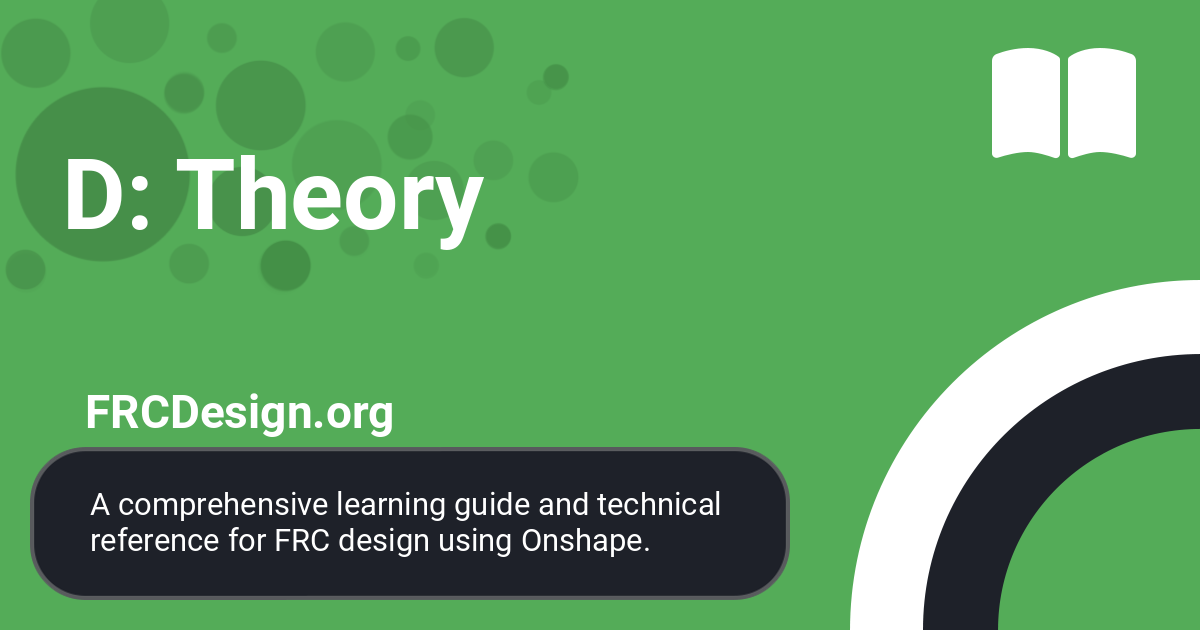 D: Theory
FRCDesign.org
A comprehensive learning guide and technical
reference for FRC design using Onshape.